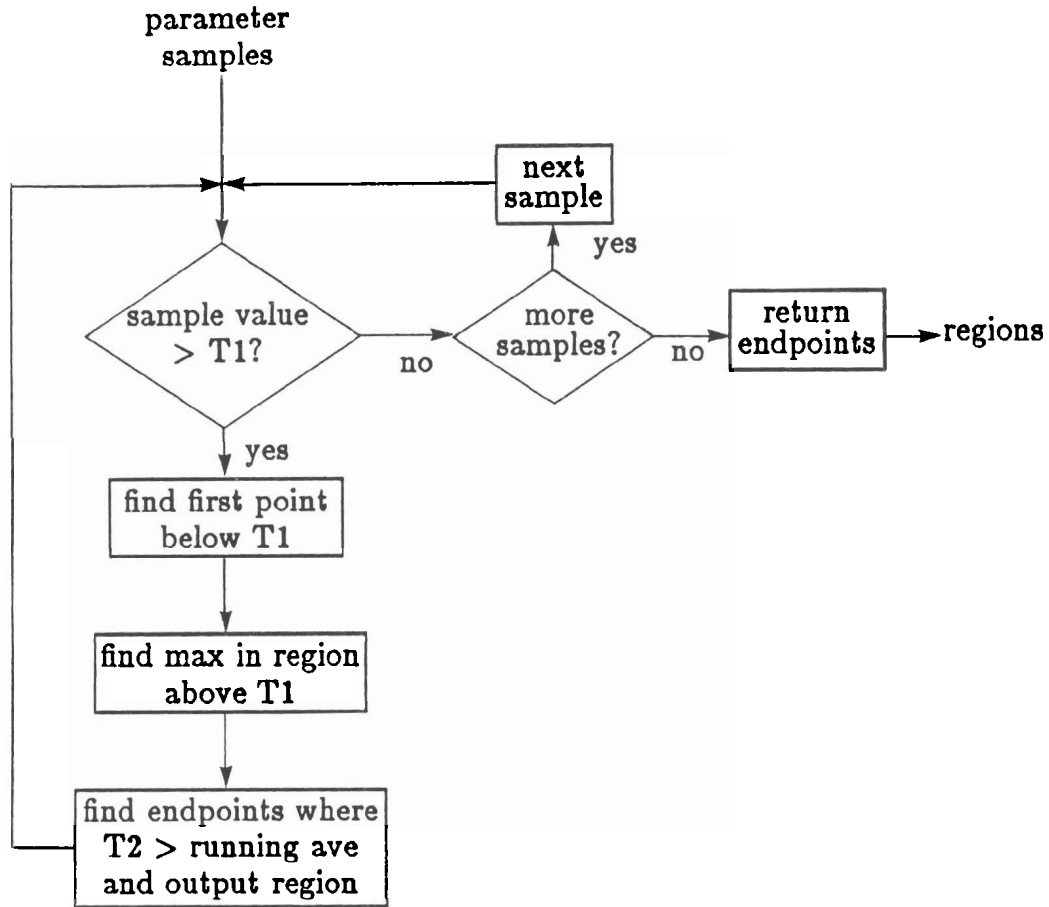 parameter
samples
next
sample
yes
sample value
> T1?
no
more
samples?
no
return
endpoints
regions
yes
find first point
below T1
find max in region
above T1
find endpoints where
T2 > running ave
and output region